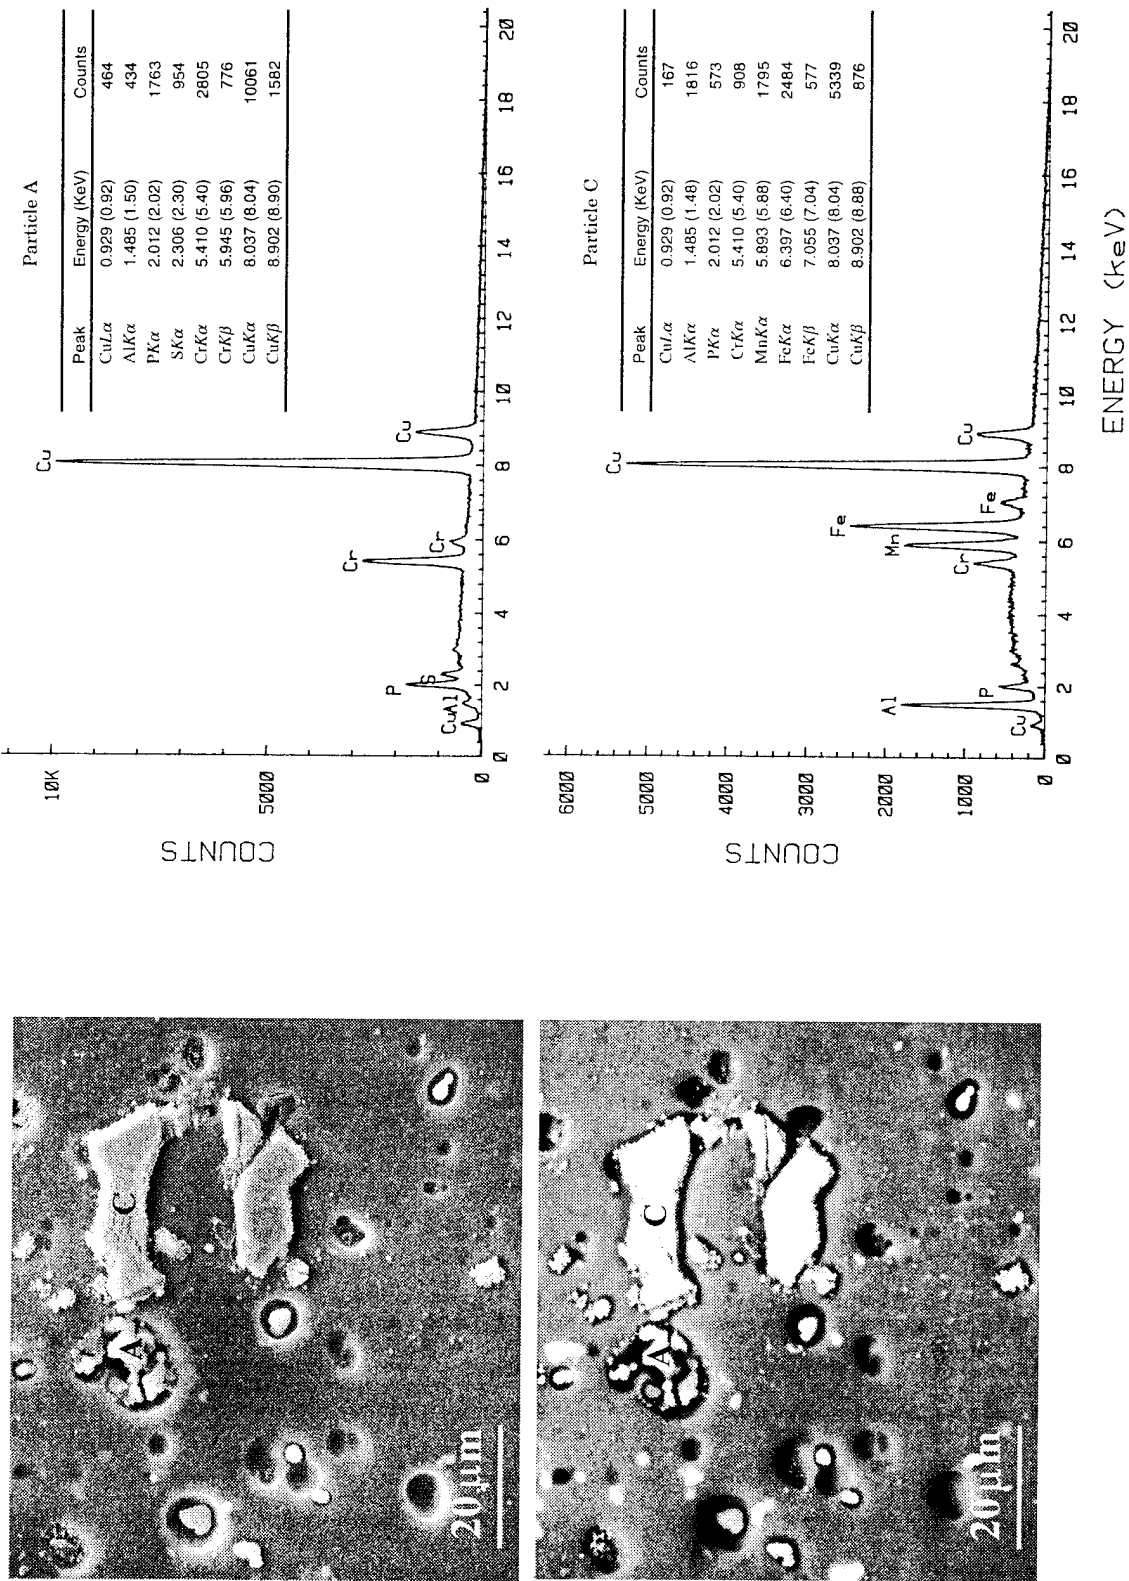 Particle A
Peak Energy (KeV) Counts
CuLα 0.929 (0.92) 464
AlKα 1.485 (1.50) 434
PKα 2.012 (2.02) 1763
SKα 2.306 (2.30) 954
CrKα 5.410 (5.40) 2805
CrKβ 5.945 (5.96) 776
CuKα 8.037 (8.04) 10061
CuKβ 8.902 (8.90) 1582
COUNTS
10K
5000
0
Cu
Al
P
S
Cr
Cr
Cu
Cu
0 2 4 6 8 10 12 14 16 18 20
Particle C
Peak Energy (KeV) Counts
CuLα 0.929 (0.92) 167
AlKα 1.485 (1.48) 1816
PKα 2.012 (2.02) 573
CrKα 5.410 (5.40) 908
MnKα 5.893 (5.88) 1795
FeKα 6.397 (6.40) 2484
FeKβ 7.055 (7.04) 577
CuKα 8.037 (8.04) 5339
CuKβ 8.902 (8.88) 876
COUNTS
6000
5000
4000
3000
2000
1000
0
Cu
Al
P
Cr
Mn
Fe
Fe
Cu
Cu
0 2 4 6 8 10 12 14 16 18 20
ENERGY (keV)
A
C
20 µm
A
C
20 µm